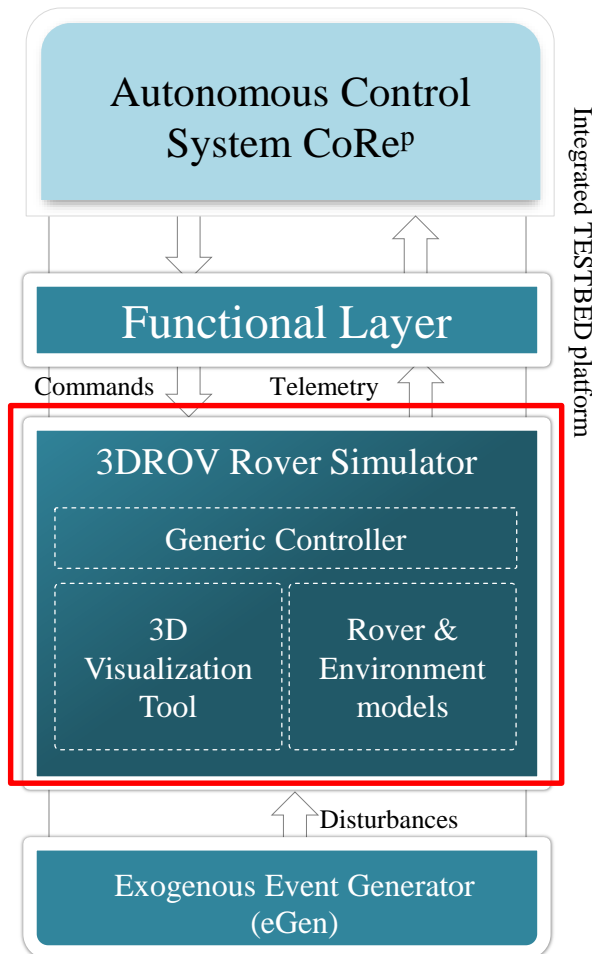 Autonomous Control
System CoReᵖ
Integrated TESTBED platform
Functional Layer
Commands
Telemetry
3DROV Rover Simulator
Generic Controller
3D
Visualization
Tool
Rover &
Environment
models
Disturbances
Exogenous Event Generator
(eGen)